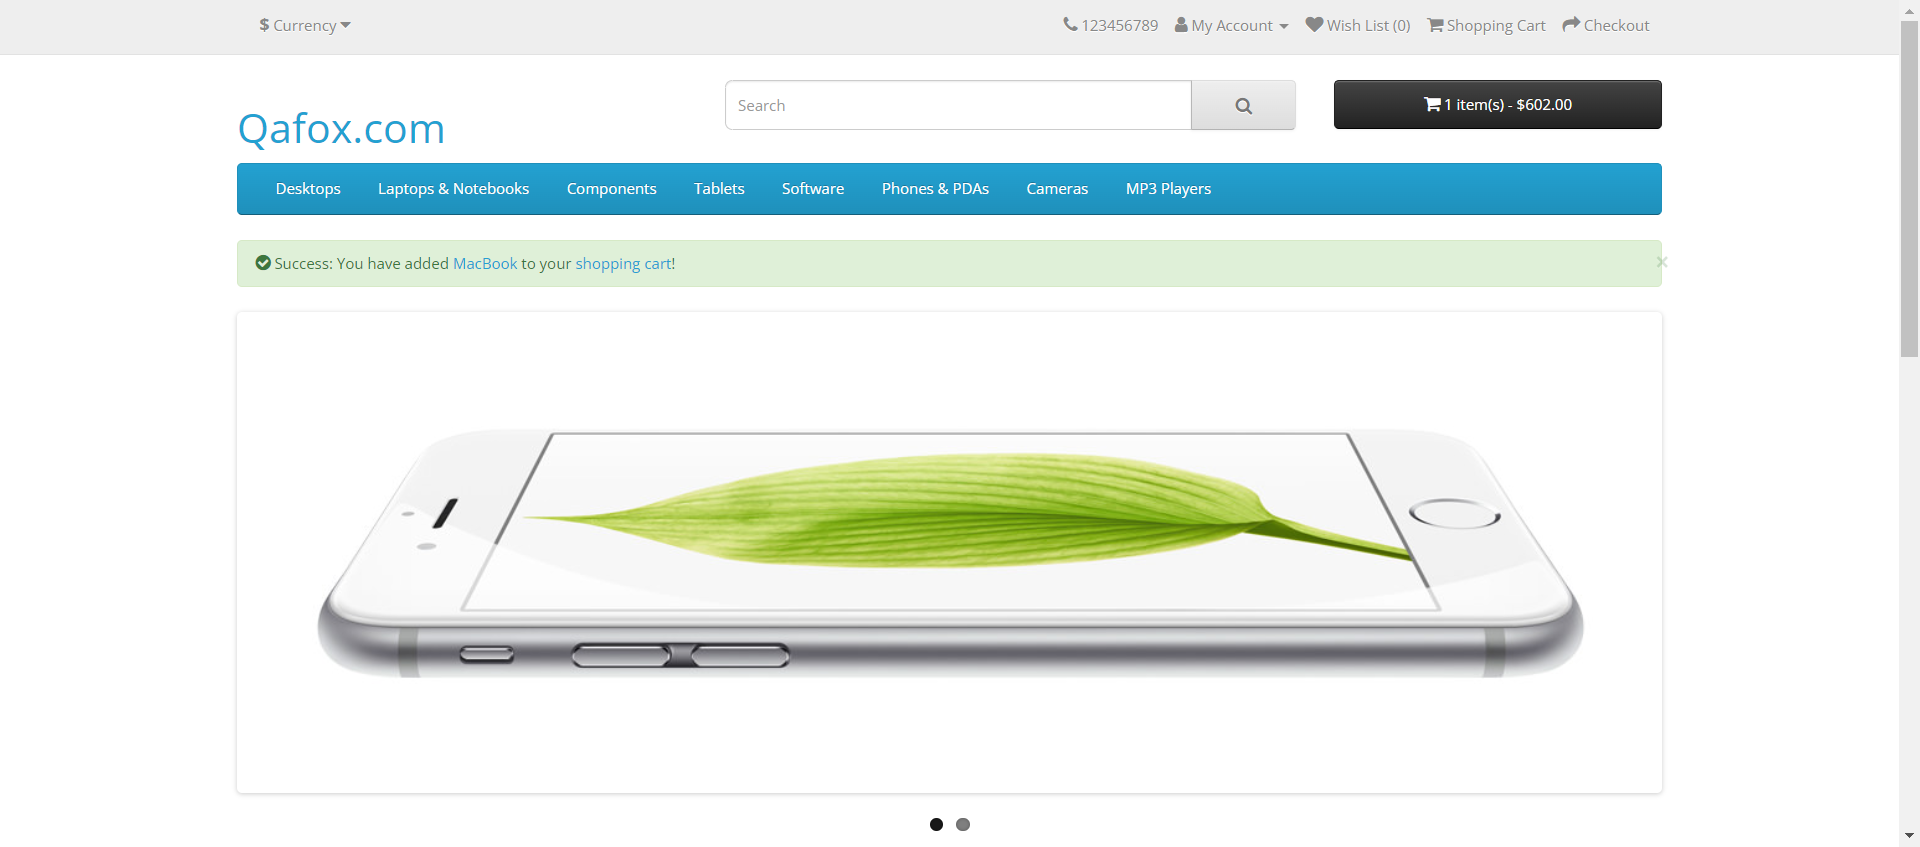 $ Currency
123456789 My Account Wish List (0) Shopping Cart Checkout
Search
1 item(s) - $602.00
Qafox.com
Desktops Laptops & Notebooks Components Tablets Software Phones & PDAs Cameras MP3 Players
Success: You have added MacBook to your shopping cart!
×